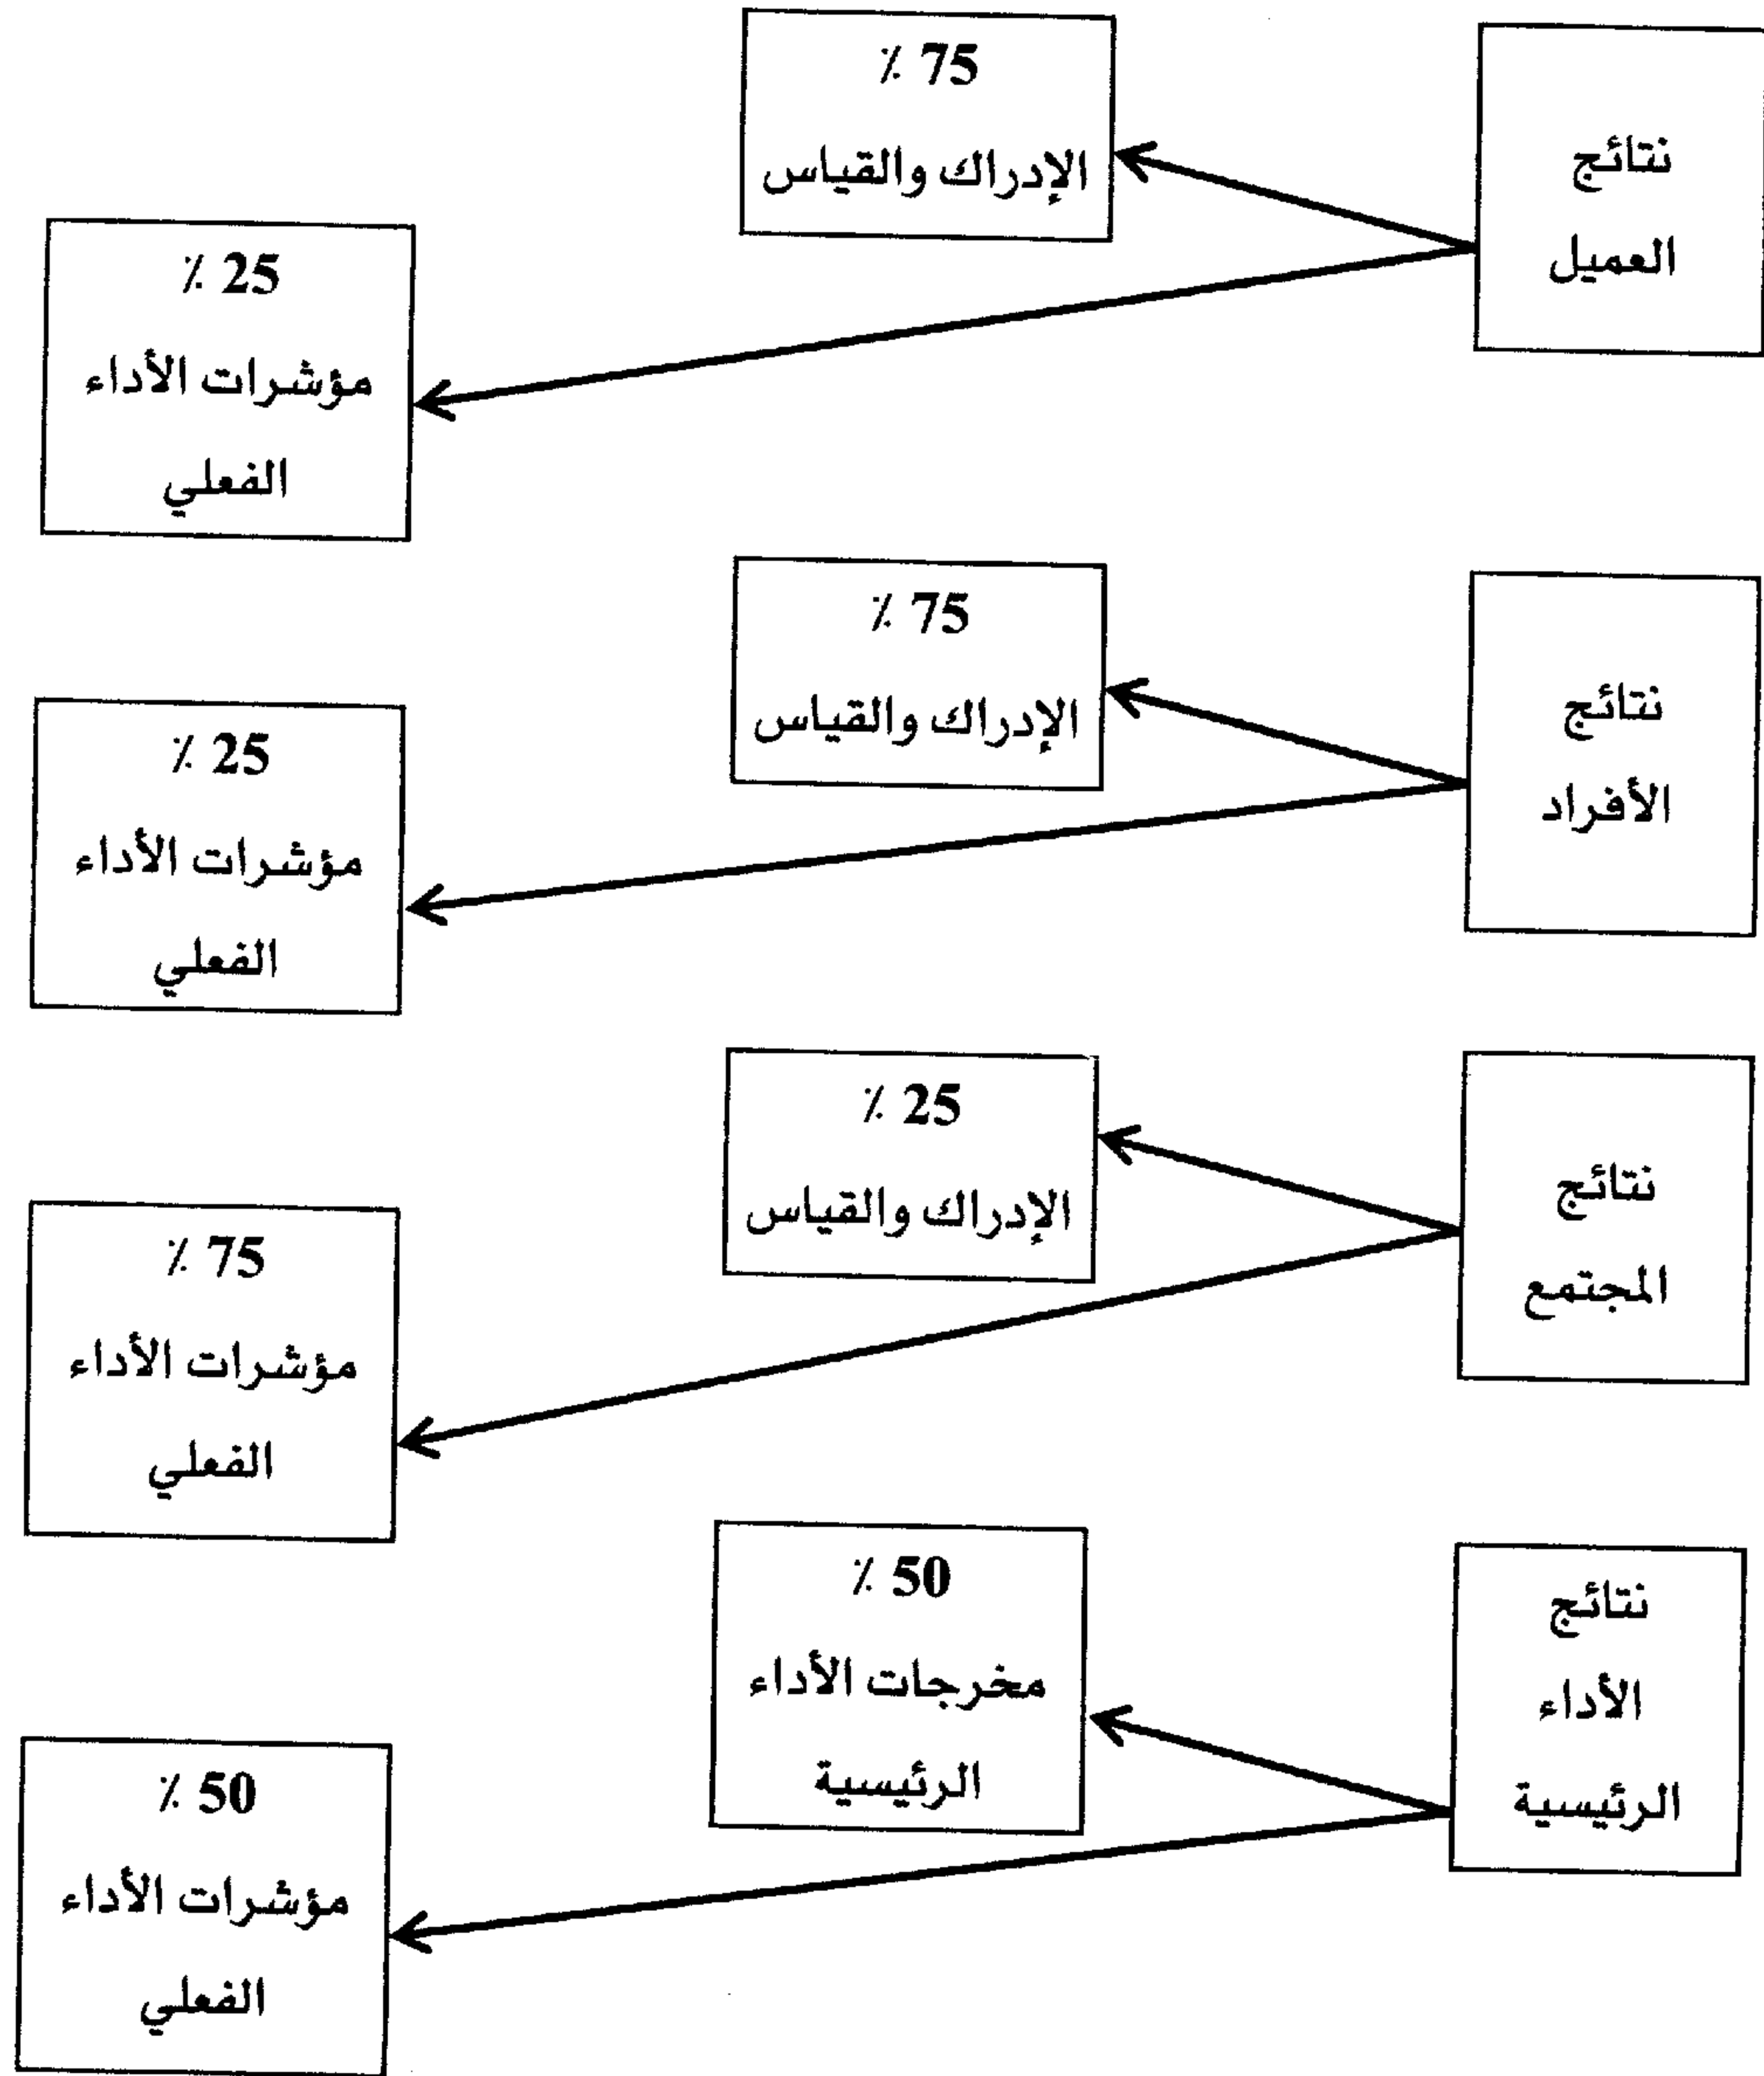 نتائج
العميل
٪ 75
الإدراك والقياس
٪ 25
مؤشرات الأداء
الفعلي
نتائج
الأفراد
٪ 75
الإدراك والقياس
٪ 25
مؤشرات الأداء
الفعلي
نتائج
المجتمع
٪ 25
الإدراك والقياس
٪ 75
مؤشرات الأداء
الفعلي
نتائج
الأداء
الرئيسية
٪ 50
مخرجات الأداء
الرئيسية
٪ 50
مؤشرات الأداء
الفعلي